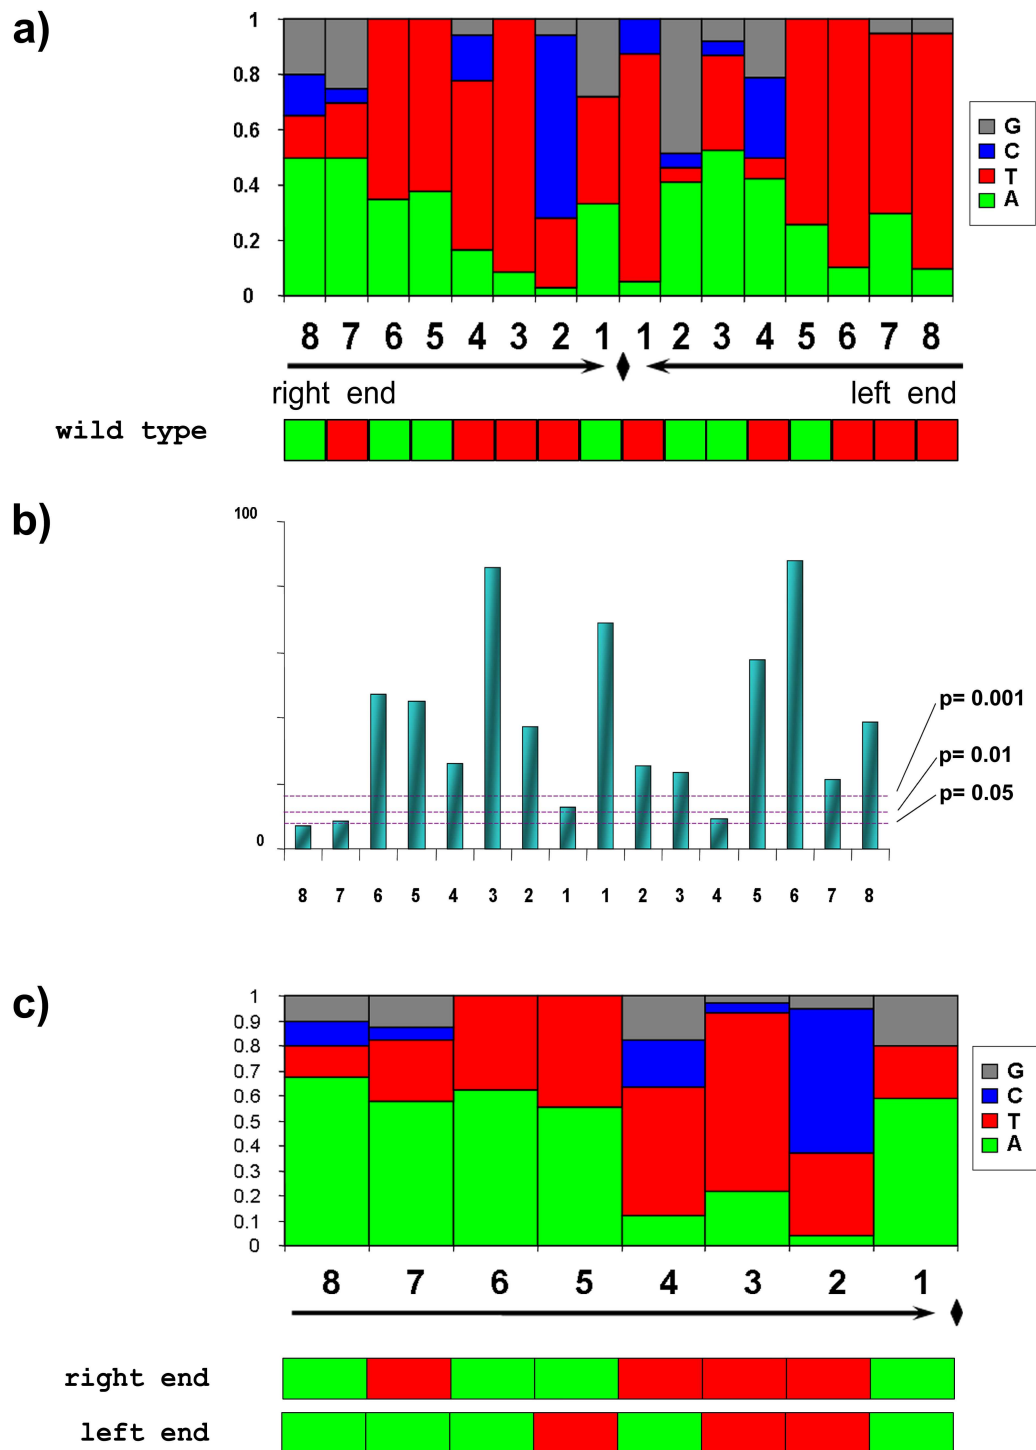 a)
1
0.8
0.6
0.4
0.2
0
G
C
T
A
8 7 6 5 4 3 2 1 1 2 3 4 5 6 7 8
right end left end
wild type
b)
100
0
p= 0.001
p= 0.01
p= 0.05
8 7 6 5 4 3 2 1 1 2 3 4 5 6 7 8
c)
1
0.9
0.8
0.7
0.6
0.5
0.4
0.3
0.2
0.1
0
G
C
T
A
8 7 6 5 4 3 2 1
right end
left end